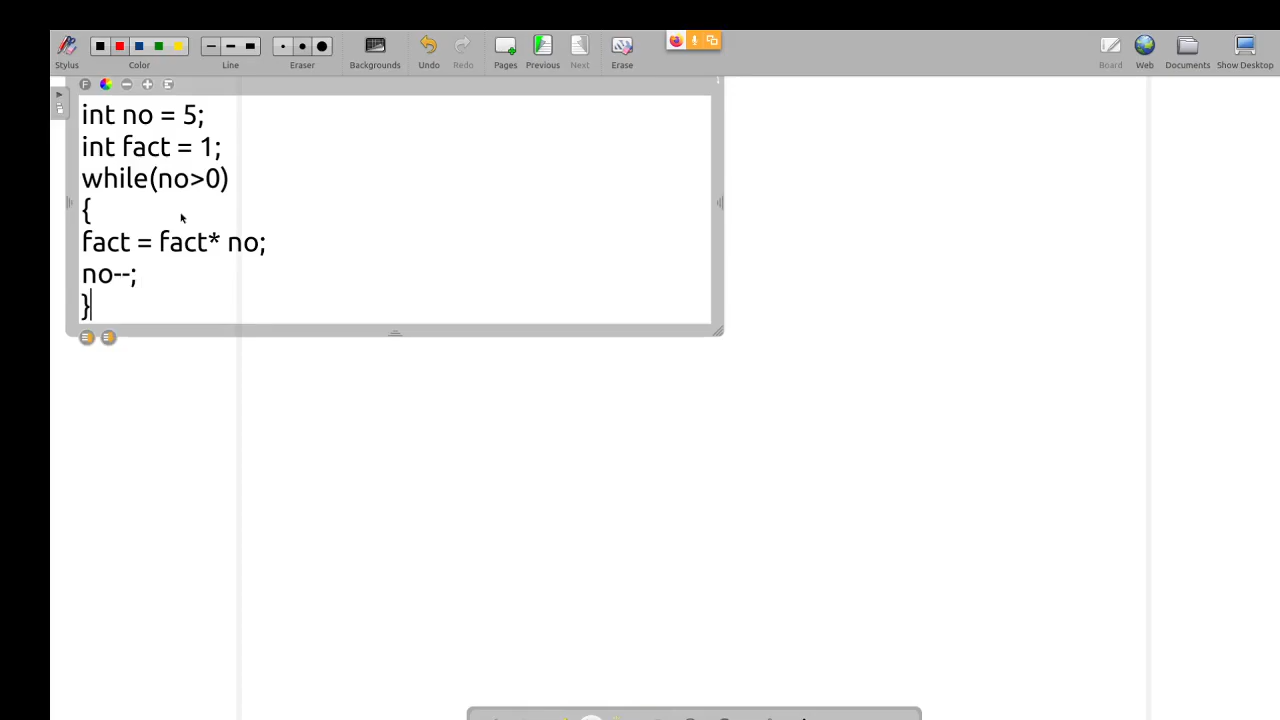 Stylus
Color
Line
Eraser
Backgrounds
Undo
Redo
Pages
Previous
Next
Erase
Board
Web
Documents
Show Desktop
int no = 5;
int fact = 1;
while(no>0)
{
fact = fact* no;
no--;
}